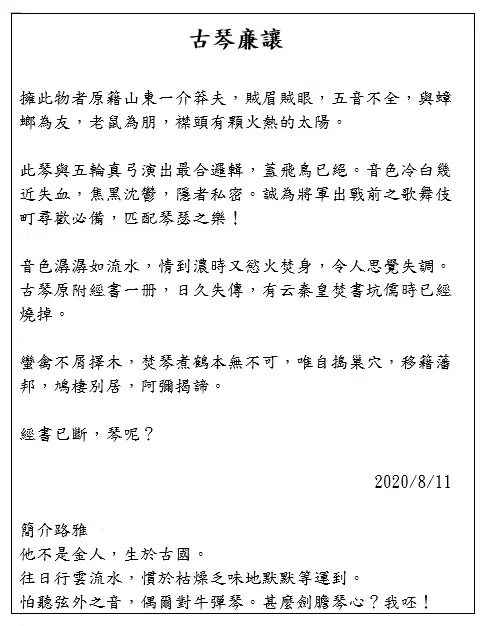 古琴廉讓
擁此物者原籍山東一介莽夫，賊眉賊眼，五音不全，與蟑
螂為友，老鼠為朋，襟頭有顆火熱的太陽。
此琴與五輪真弓演出最合邏輯，蓋飛鳥已絕。音色冷白幾
近失血，焦黑沈鬱，隱者私密。誠為將軍出戰前之歌舞伎
町尋歡必備，匹配琴瑟之樂！
音色潺潺如流水，情到濃時又慾火焚身，令人思覺失調。
古琴原附經書一冊，日久失傳，有云秦皇焚書坑儒時已經
燒掉。
蠻禽不屑擇木，焚琴煮鶴本無不可，唯自搗巢穴，移籍藩
邦，鳩棲別居，阿彌揭諦。
經書已斷，琴呢？
2020/8/11
簡介路雅
他不是金人，生於古國。
往日行雲流水，慣於枯燥乏味地默默等運到。
怕聽弦外之音，偶爾對牛彈琴。甚麼劍膽琴心？我呸！